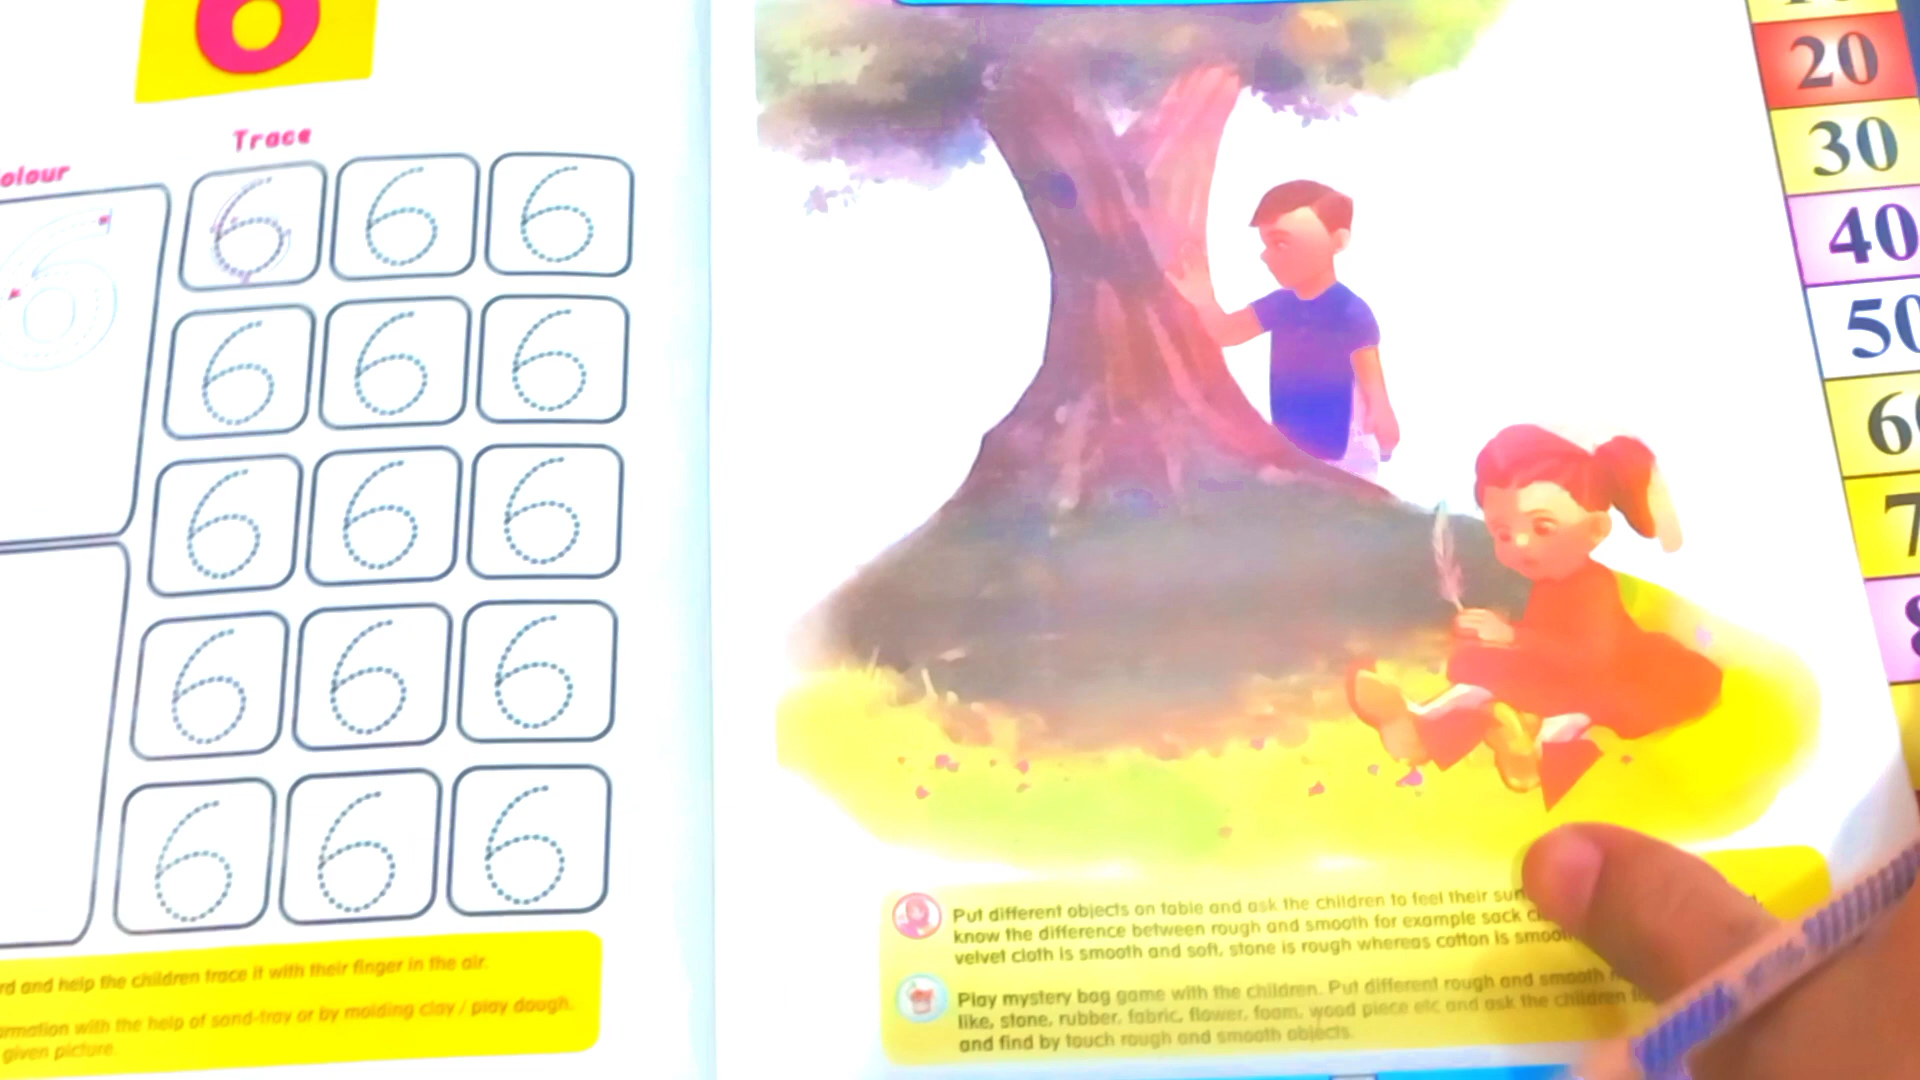 6
Trace
olour
6
6 6 6
6 6 6
6 6 6
6 6 6
6 6 6
rd and help the children trace it with their finger in the air.
ormation with the help of sand-tray or by molding clay / play dough.
given picture.
Put different objects on table and ask the children to feel their
know the difference between rough and smooth for example sack
velvet cloth is smooth and soft, stone is rough whereas cotton is
Play mystery bag game with the children. Put different rough and smooth
like, stone, rubber, fabric, flower, foam, wood piece etc and ask the children
and find by touch rough and smooth objects.
20
30
40
50
60
7
8